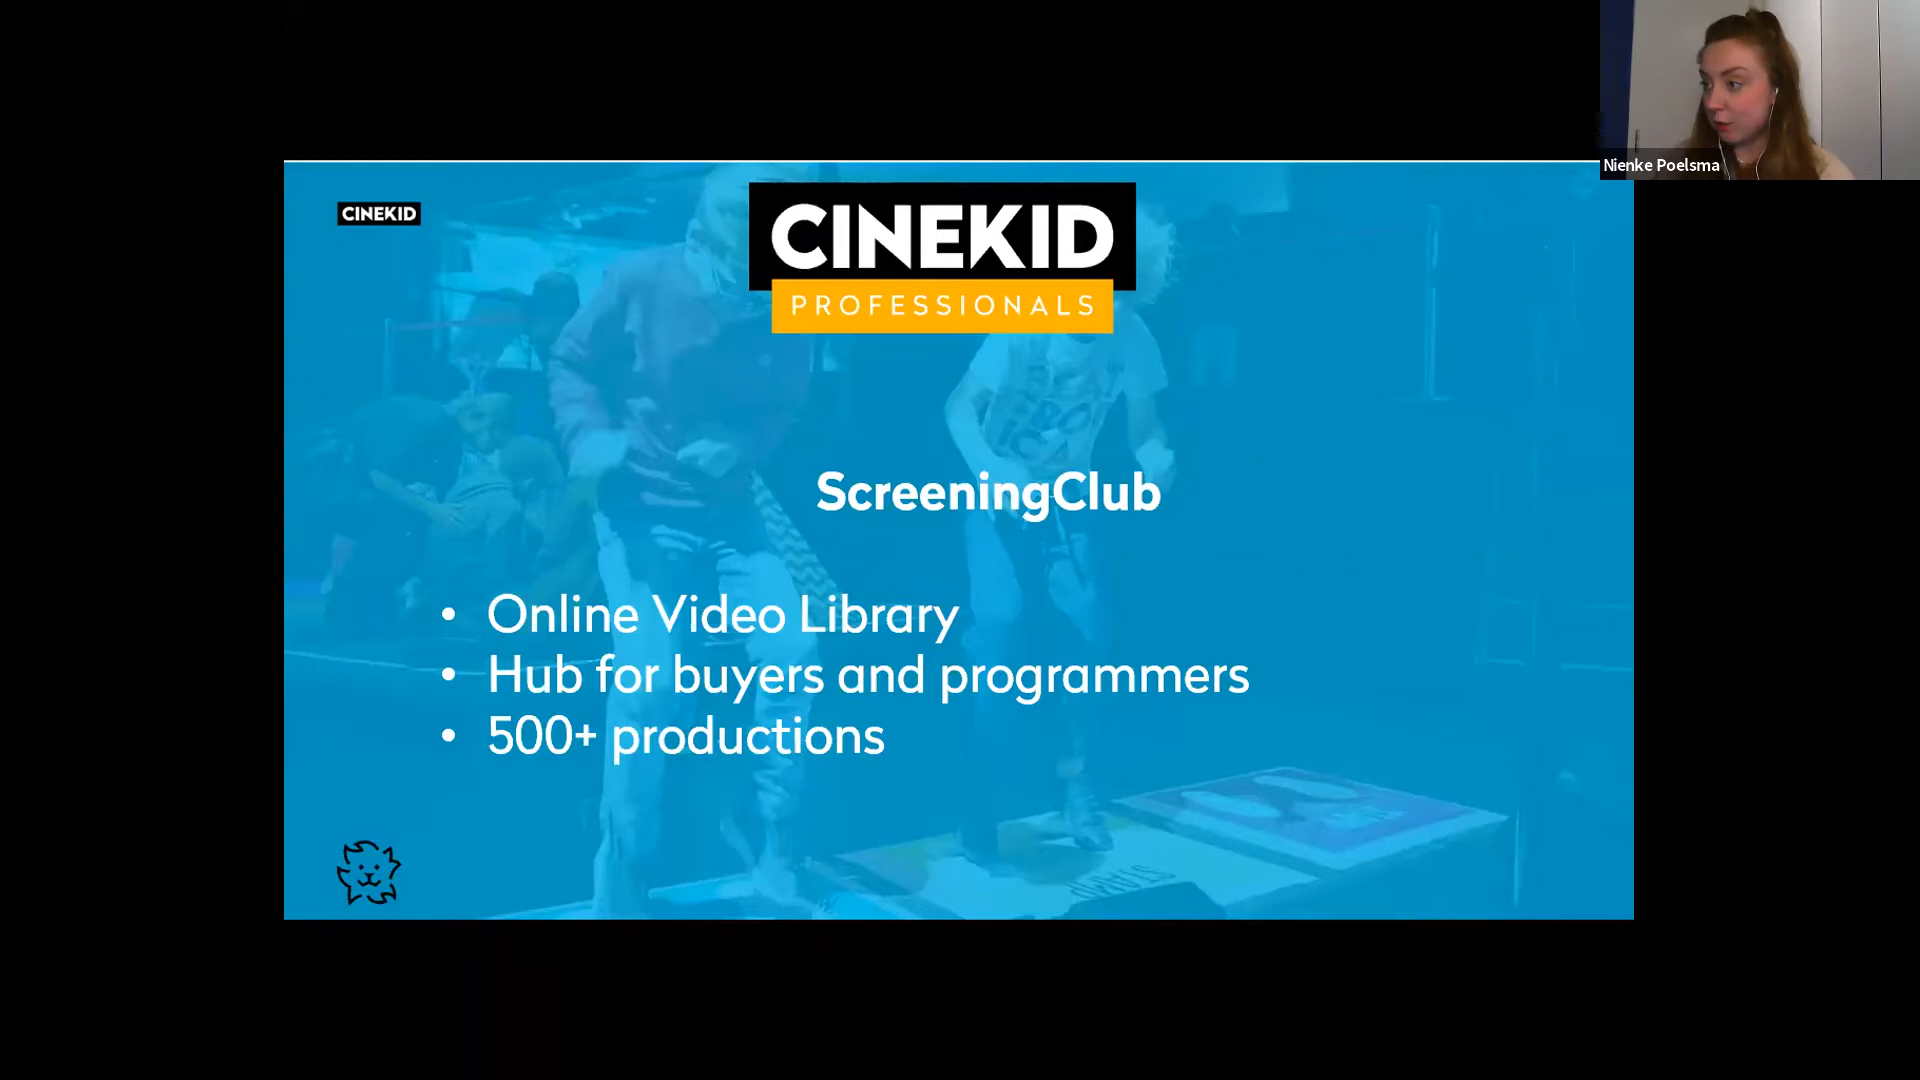 Nienke Poelsma
CINEKID
CINEKID
PROFESSIONALS
ScreeningClub
• Online Video Library
• Hub for buyers and programmers
• 500+ productions